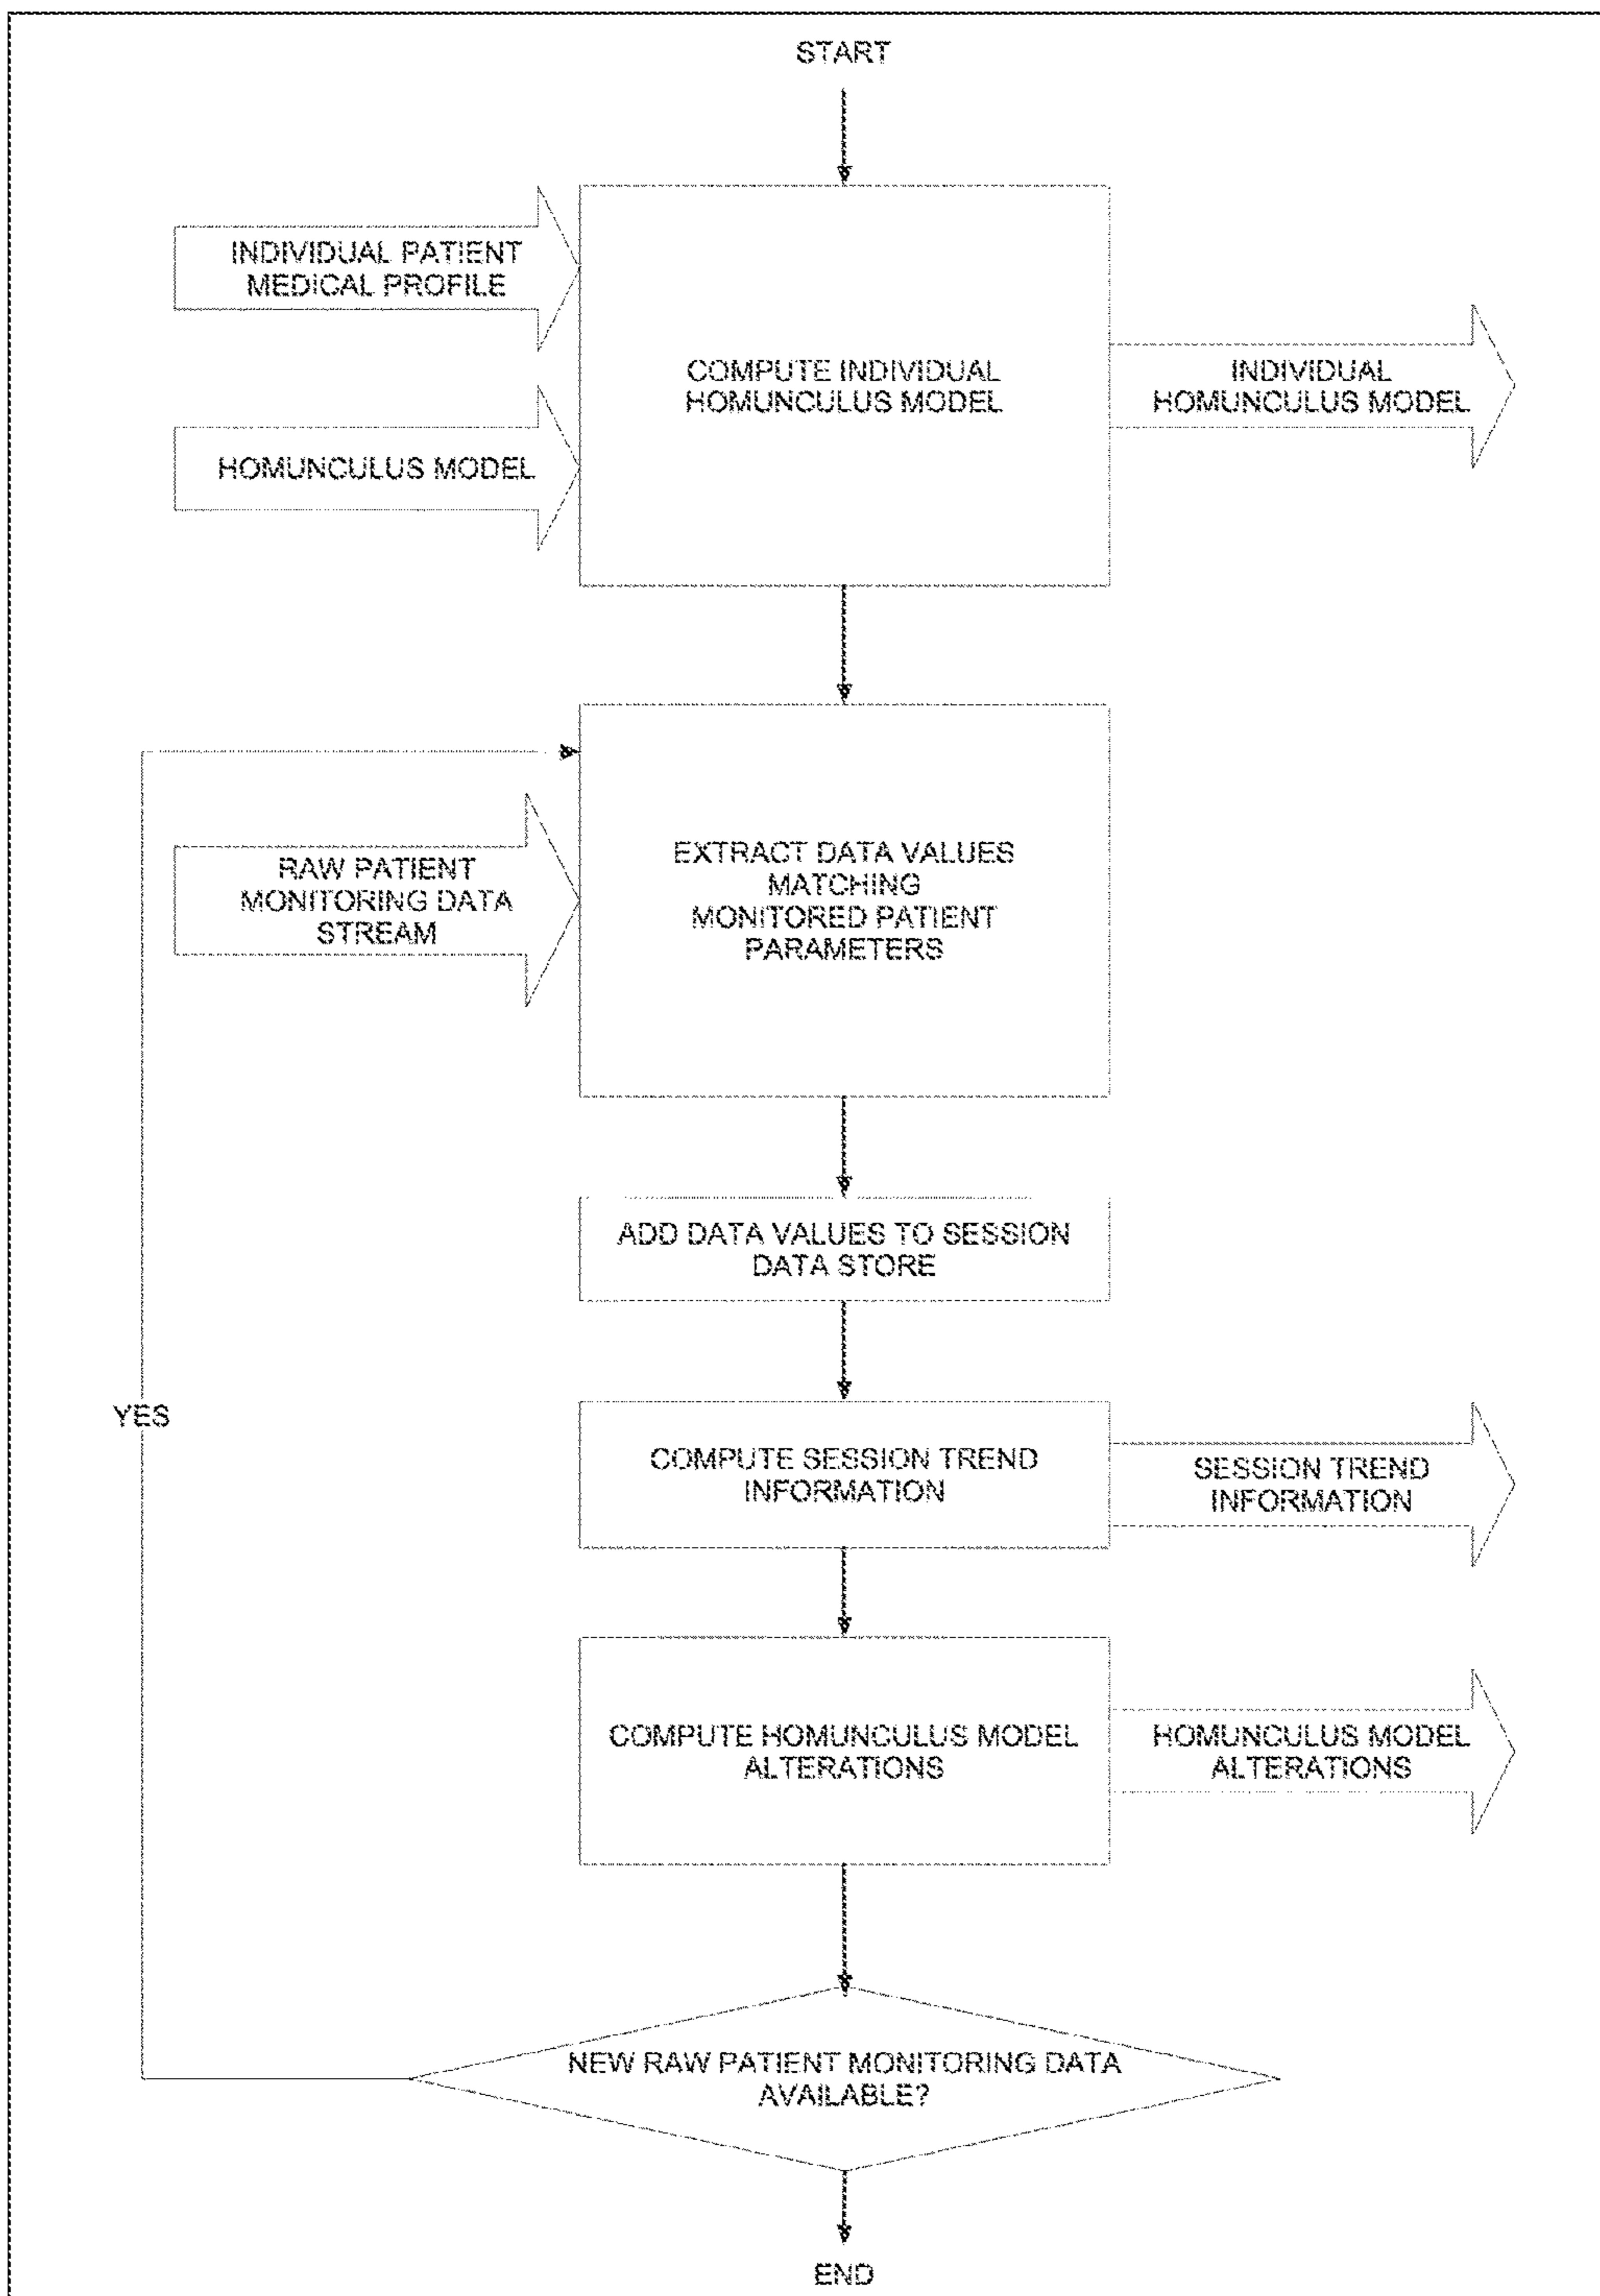 START
INDIVIDUAL PATIENT
MEDICAL PROFILE
HOMUNCULUS MODEL
COMPUTE INDIVIDUAL
HOMUNCULUS MODEL
INDIVIDUAL
HOMUNCULUS MODEL
RAW PATIENT
MONITORING DATA
STREAM
EXTRACT DATA VALUES
MATCHING
MONITORED PATIENT
PARAMETERS
ADD DATA VALUES TO SESSION
DATA STORE
YES
COMPUTE SESSION TREND
INFORMATION
SESSION TREND
INFORMATION
COMPUTE HOMUNCULUS MODEL
ALTERATIONS
HOMUNCULUS MODEL
ALTERATIONS
NEW RAW PATIENT MONITORING DATA
AVAILABLE?
END